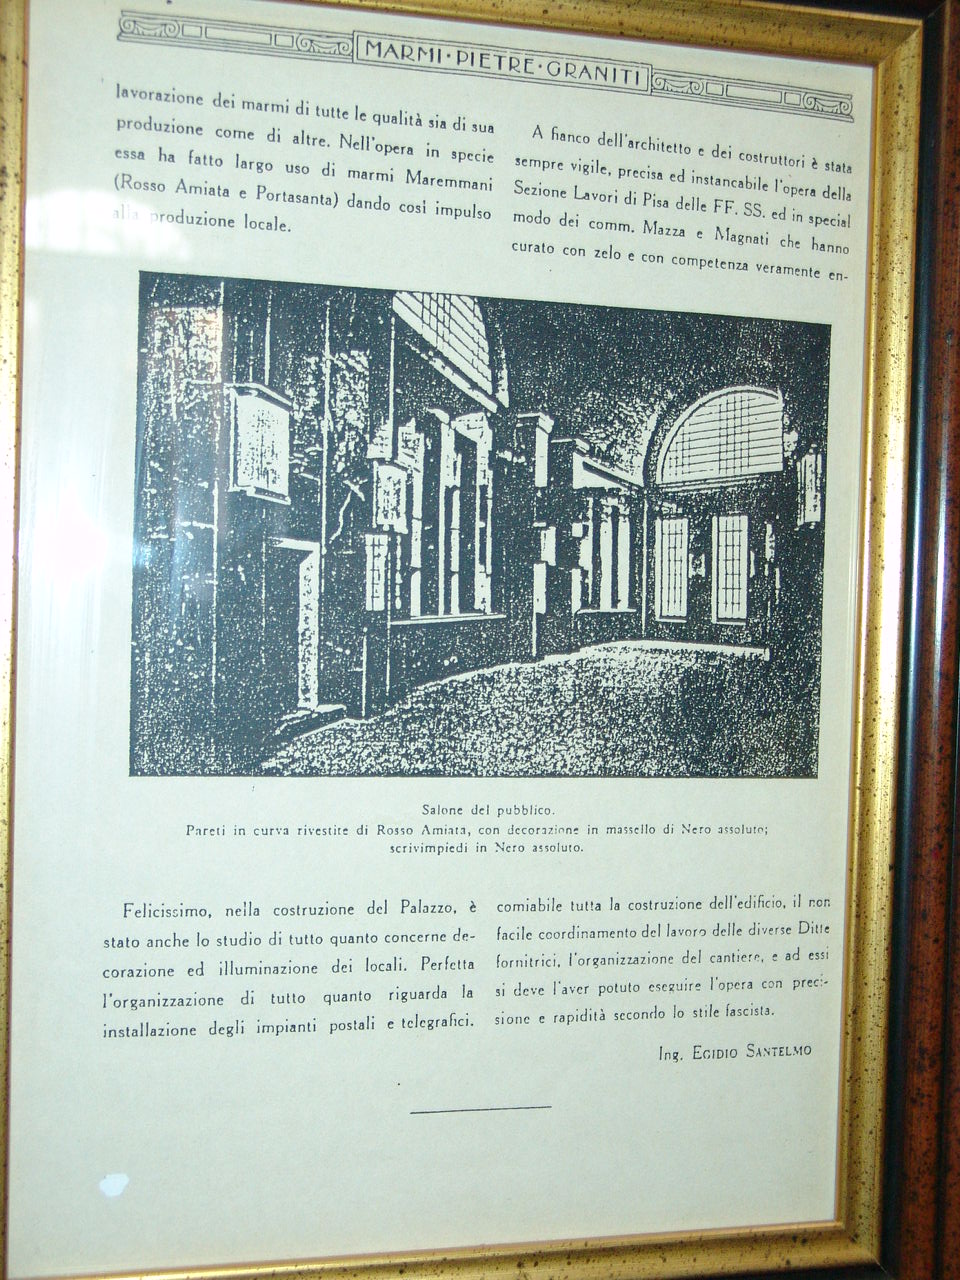 MARMI·PIETRE·GRANITI
lavorazione dei marmi di tutte le qualità sia di sua
produzione come di altre. Nell'opera in specie
essa ha fatto largo uso di marmi Maremmani
(Rosso Amiata e Portasanta) dando così impulso
alla produzione locale.
A fianco dell'architetto e dei costruttori è stata
sempre vigile, precisa ed instancabile l'opera della
Sezione Lavori di Pisa delle FF. SS. ed in special
modo dei comm. Mazza e Magnati che hanno
curato con zelo e con competenza veramente en-
Salone del pubblico.
Pareti in curva rivestite di Rosso Amiata, con decorazione in massello di Nero assoluto;
scrivimpiedi in Nero assoluto.
Felicissimo, nella costruzione del Palazzo, è
stato anche lo studio di tutto quanto concerne de-
corazione ed illuminazione dei locali. Perfetta
l'organizzazione di tutto quanto riguarda la
installazione degli impianti postali e telegrafici.
comiabile tutta la costruzione dell'edificio, il non
facile coordinamento del lavoro delle diverse Ditte
fornitrici, l'organizzazione del cantiere, e ad essi
si deve l'aver potuto eseguire l'opera con preci-
sione e rapidità secondo lo stile fascista.
Ing. EGIDIO SANTELMO